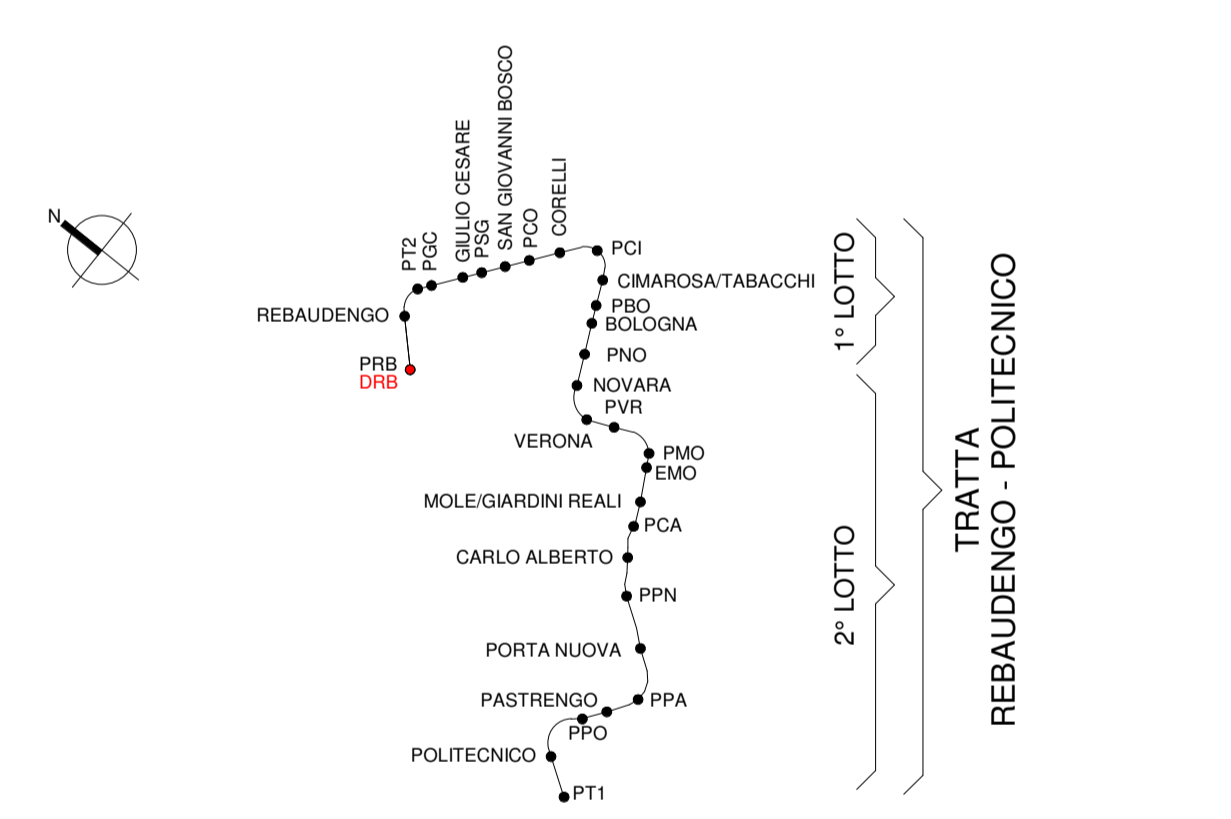 N
PT2
PGC
GIULIO CESARE
PSG
SAN GIOVANNI BOSCO
PCO
CORELLI
PCI
CIMAROSA/TABACCHI
REBAUDENGO
PBO
BOLOGNA
PRB
DRB
PNO
NOVARA
PVR
VERONA
PMO
EMO
MOLE/GIARDINI REALI
PCA
CARLO ALBERTO
PPN
PORTA NUOVA
PASTRENGO
PPA
PPO
POLITECNICO
PT1
1° LOTTO
2° LOTTO
TRATTA
REBAUDENGO - POLITECNICO